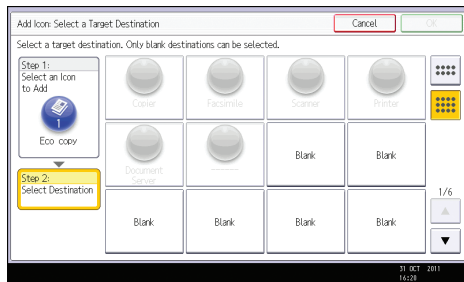 Add Icon: Select a Target Destination
Cancel
OK
Select a target destination. Only blank destinations can be selected.
Step 1:
Select an Icon
to Add
1
Eco copy
Step 2:
Select Destination
Copier
Facsimile
Scanner
Printer
Document
Server
--------
Blank
Blank
Blank
Blank
Blank
Blank
1/6
31 OCT 2011
16:20